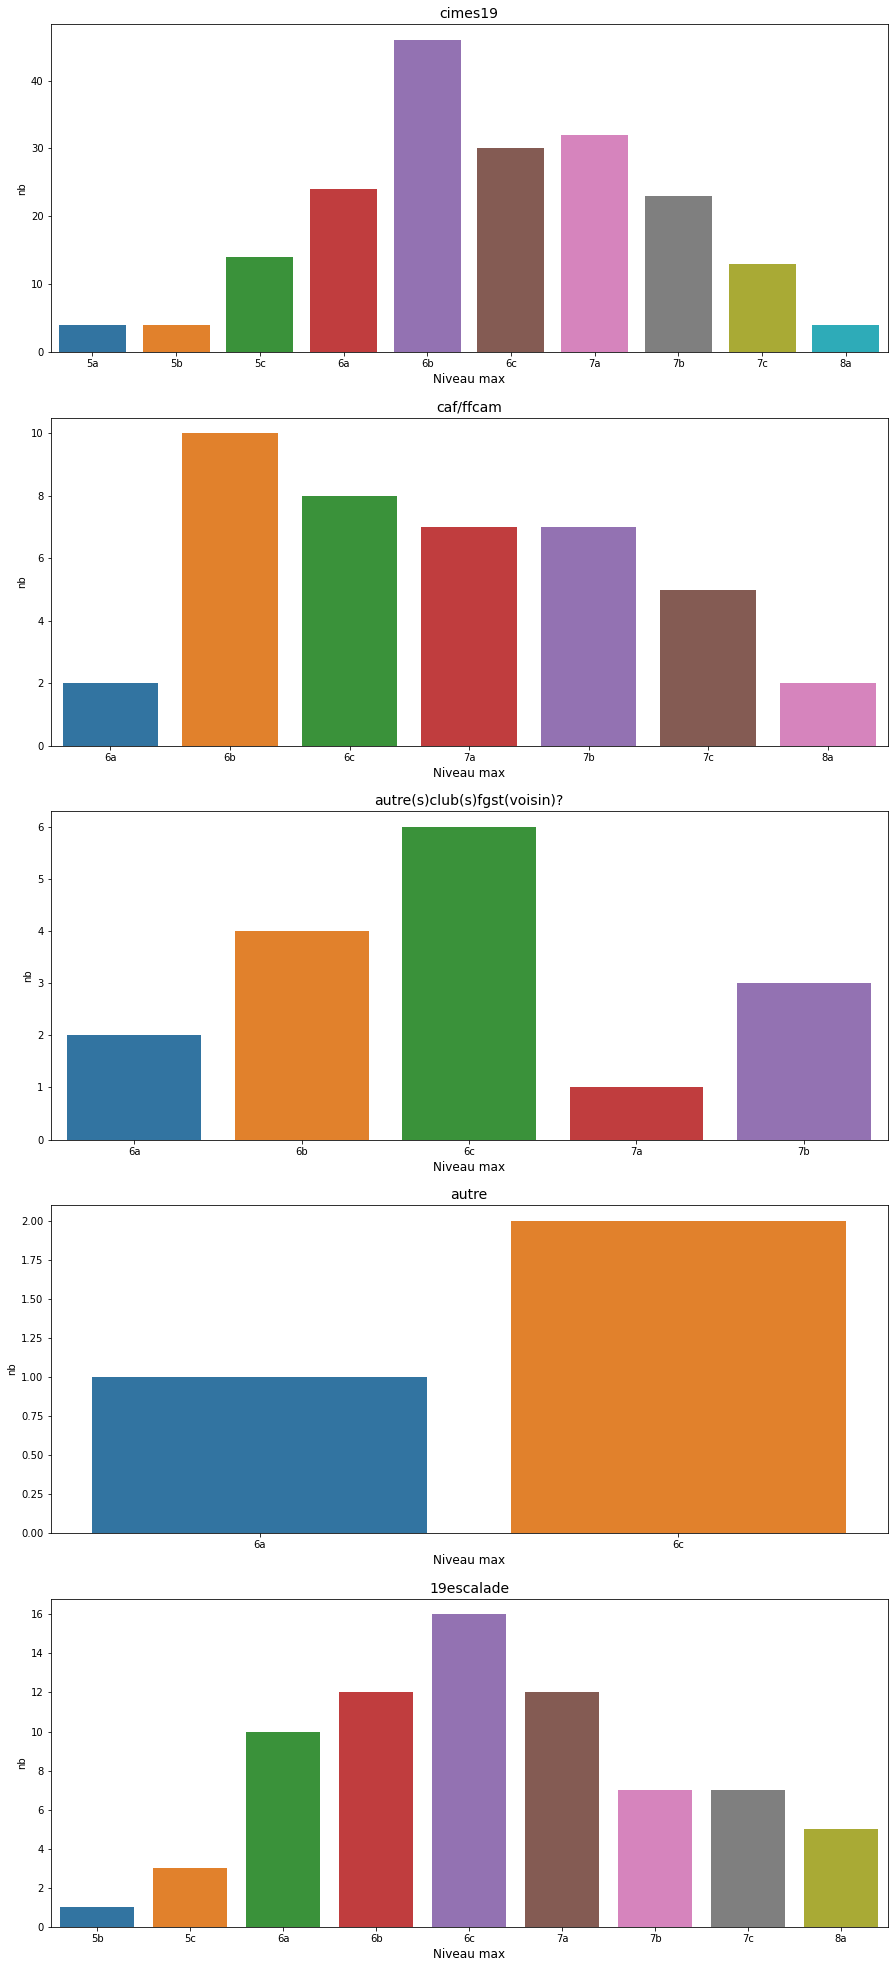 cimes19
40
30
20
10
0
nb
5a 5b 5c 6a 6b 6c 7a 7b 7c 8a
Niveau max
caf/ffcam
10
8
6
4
2
0
nb
6a 6b 6c 7a 7b 7c 8a
Niveau max
autre(s)club(s)fgst(voisin)?
6
5
4
3
2
1
0
nb
6a 6b 6c 7a 7b
Niveau max
autre
2.00
1.75
1.50
1.25
1.00
0.75
0.50
0.25
0.00
nb
6a 6c
Niveau max
19escalade
16
14
12
10
8
6
4
2
0
nb
5b 5c 6a 6b 6c 7a 7b 7c 8a
Niveau max